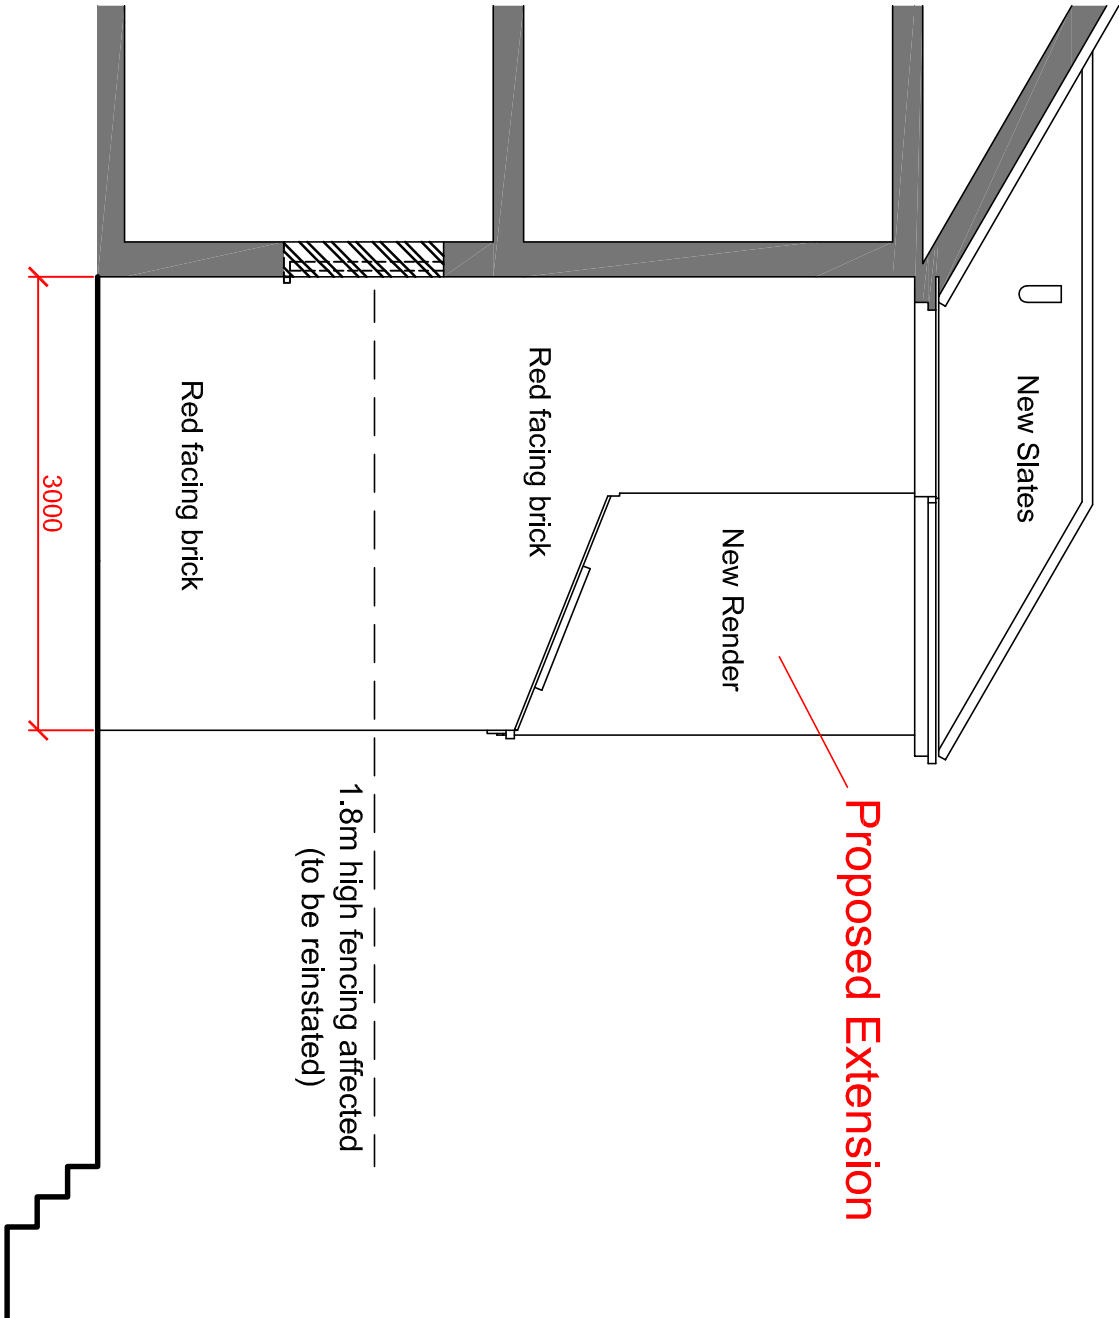 New Slates
Proposed Extension
New Render
Red facing brick
1.8m high fencing affected
(to be reinstated)
Red facing brick
3000